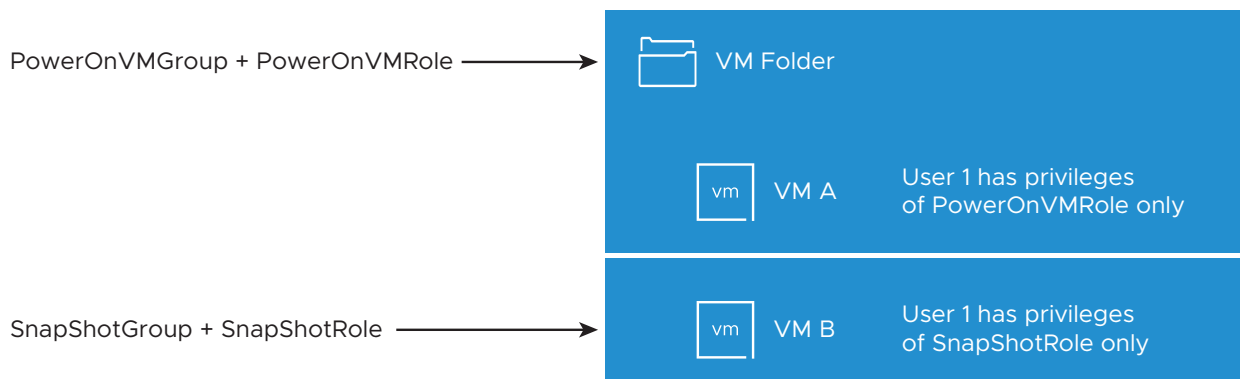 PowerOnVMGroup + PowerOnVMRole
VM Folder
vm
VM A
User 1 has privileges
of PowerOnVMRole only
SnapShotGroup + SnapShotRole
vm
VM B
User 1 has privileges
of SnapShotRole only